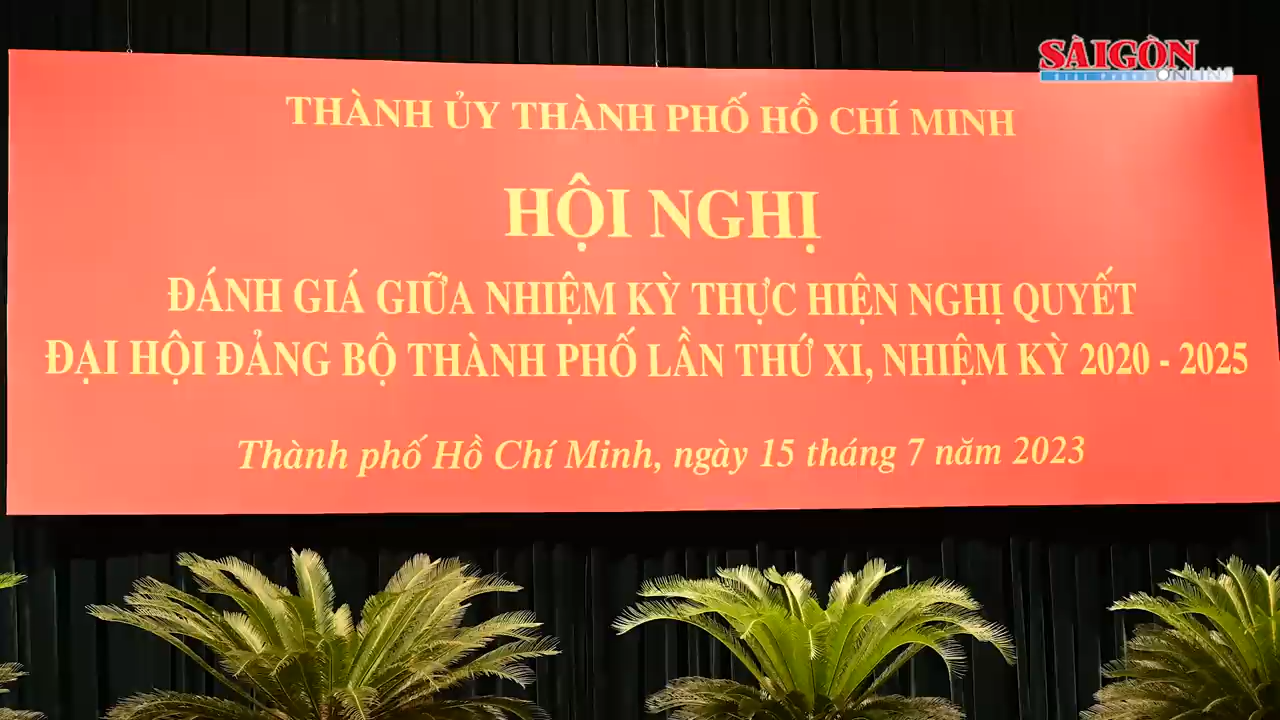 SÀIGÒN
GIẢI PHÓNG ONLINE
THÀNH ỦY THÀNH PHỐ HỒ CHÍ MINH
HỘI NGHỊ
ĐÁNH GIÁ GIỮA NHIỆM KỲ THỰC HIỆN NGHỊ QUYẾT
ĐẠI HỘI ĐẢNG BỘ THÀNH PHỐ LẦN THỨ XI, NHIỆM KỲ 2020 - 2025
Thành phố Hồ Chí Minh, ngày 15 tháng 7 năm 2023